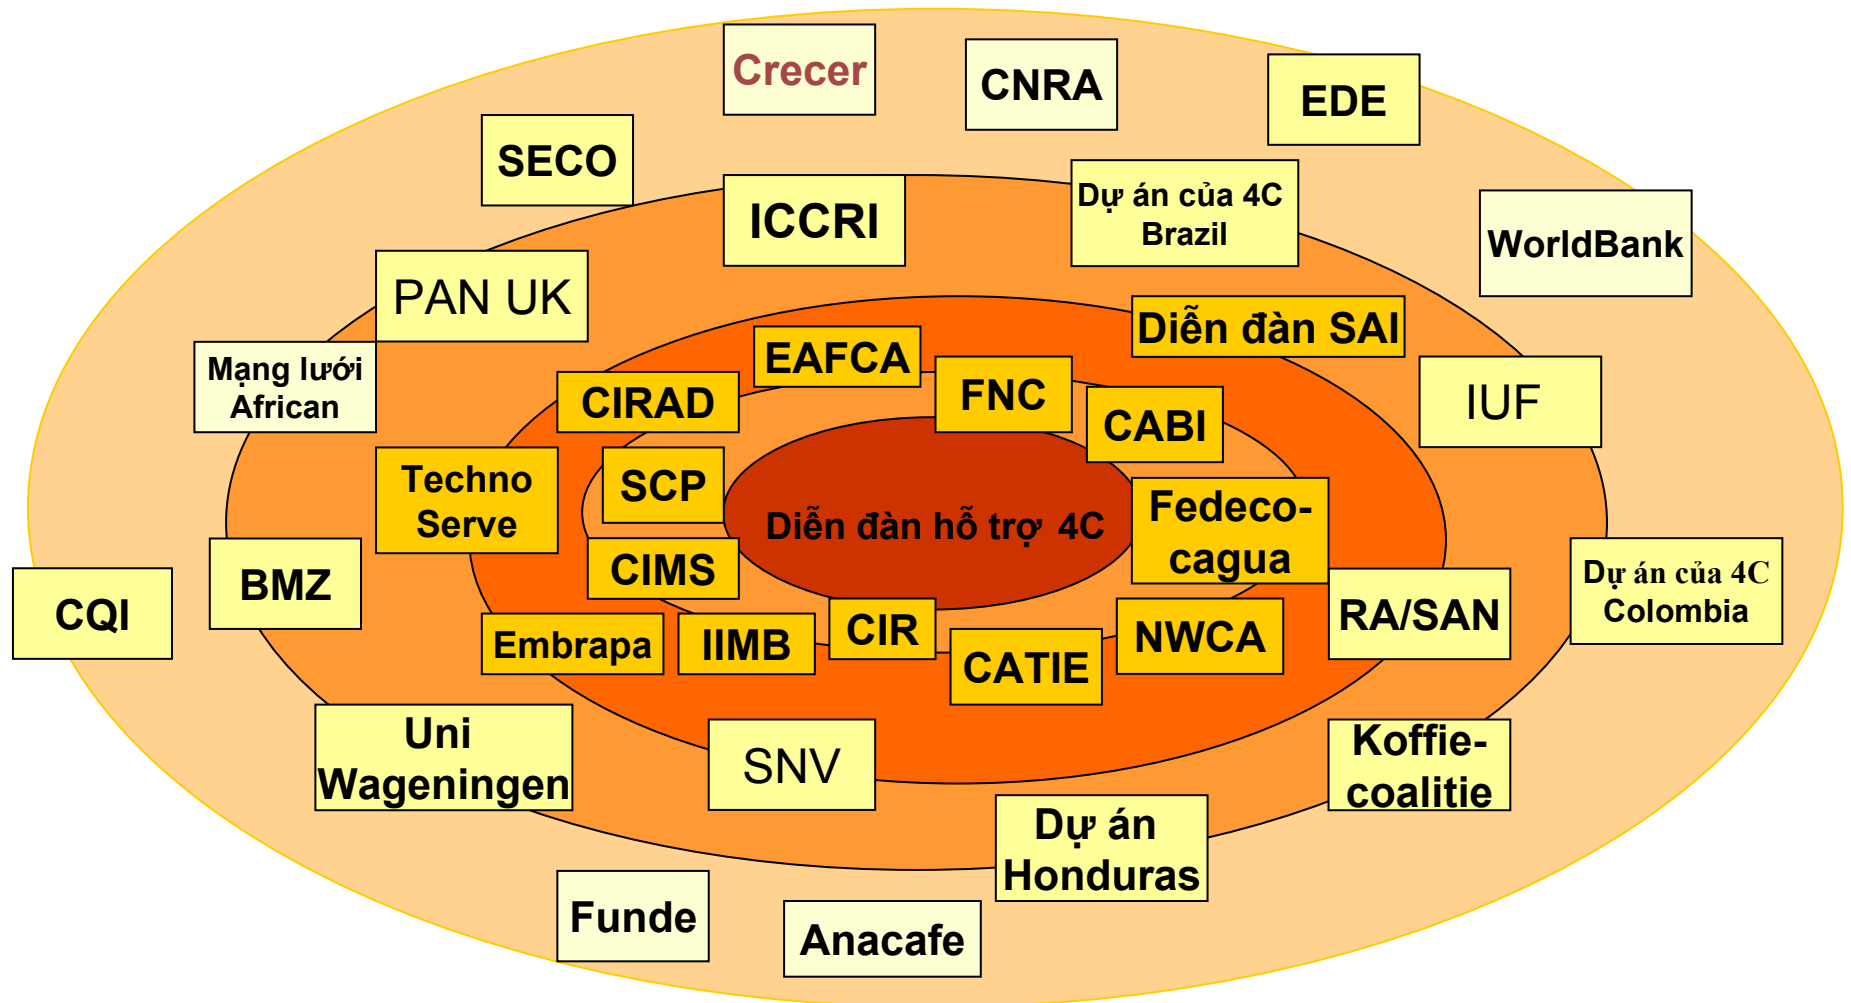 Crecer
CNRA
EDE
SECO
ICCRI
Dự án của 4C
Brazil
WorldBank
PAN UK
Diễn đàn SAI
EAFCA
Mạng lưới
African
CIRAD
FNC
CABI
IUF
Techno
Serve
SCP
Diễn đàn hỗ trợ 4C
Fedeco-
cagua
CIMS
BMZ
CQI
RA/SAN
Dự án của 4C
Colombia
Embrapa
IIMB
CIR
CATIE
NWCA
Uni
Wageningen
SNV
Koffie-
coalitie
Dự án
Honduras
Funde
Anacafe